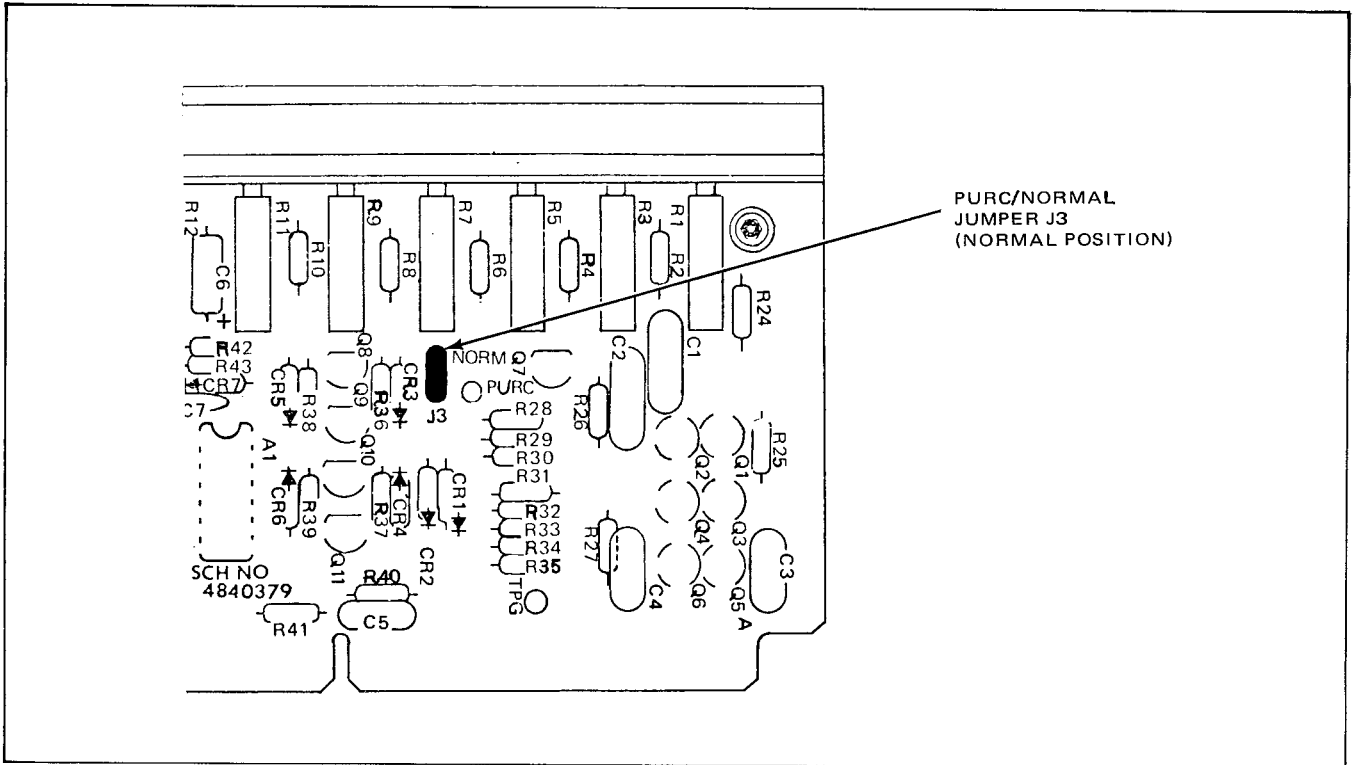 PURC/NORMAL
JUMPER J3
(NORMAL POSITION)
R12
R11
R9
R7
R5
R3
R1
C6
R10
R8
R6
R4
R2
R24
+
R42
R43
CR7
C7
CR5
R38
Q8
Q9
R36
CR3
NORM
PURC
J3
Q7
C2
C1
R26
R28
R29
R30
R31
R32
R33
R34
R35
A1
Q10
CR6
R39
R37
CR4
CR1
CR2
Q11
Q2
Q1
R25
Q4
Q3
R27
Q6
Q5
C3
C4
A
SCH NO
4840379
R40
C5
R41
TPG